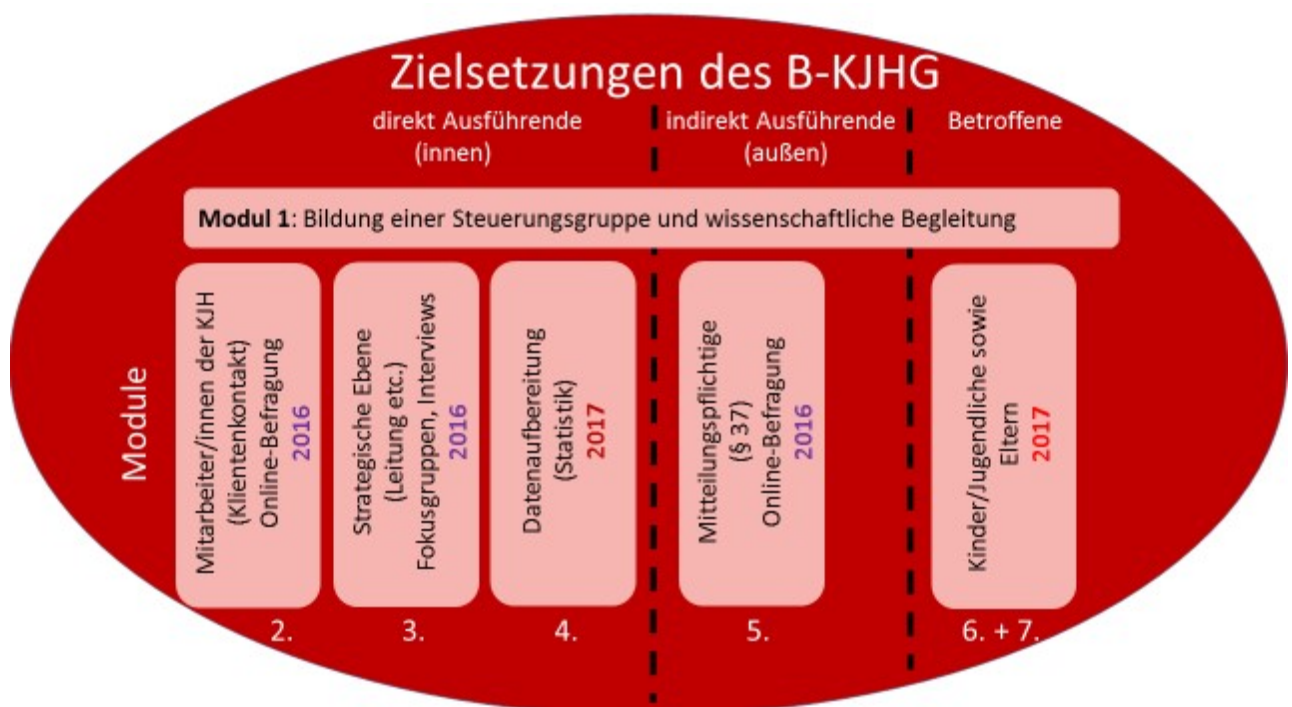 Zielsetzungen des B-KJHG
direkt Ausführende
(innen)
indirekt Ausführende
(außen)
Betroffene
Modul 1: Bildung einer Steuerungsgruppe und wissenschaftliche Begleitung
Module
Mitarbeiter/innen der KJH
(Klientenkontakt)
Online-Befragung
2016
2.
Strategische Ebene
(Leitung etc.)
Fokusgruppen, Interviews
2016
3.
Datenaufbereitung
(Statistik)
2017
4.
Mitteilungspflichtige
(§ 37)
Online-Befragung
2016
5.
Kinder/Jugendliche sowie
Eltern
2017
6. + 7.